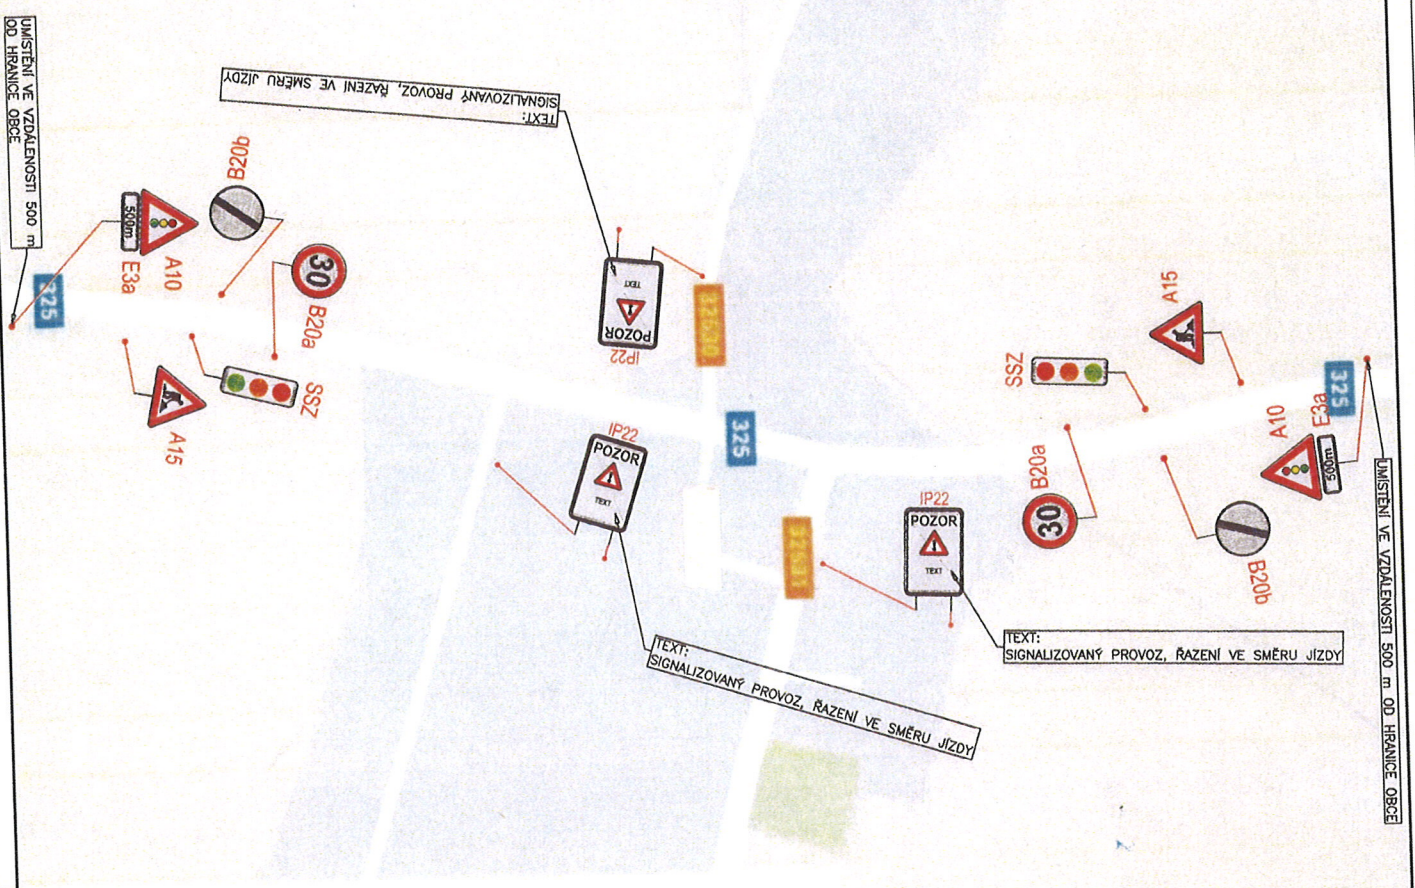 UMÍSTĚNÍ VE VZDÁLENOSTI 500 m
OD HRANICE OBCE
TEXT:
SIGNALIZOVANÝ PROVOZ, ŘAZENÍ VE SMĚRU JÍZDY
B20b
500m
E3a
A10
30
B20a
325
SSZ
A15
POZOR
TEXT
IP22
32530
325
IP22
POZOR
TEXT
TEXT:
SIGNALIZOVANÝ PROVOZ, ŘAZENÍ VE SMĚRU JÍZDY
32531
IP22
POZOR
TEXT
TEXT:
SIGNALIZOVANÝ PROVOZ, ŘAZENÍ VE SMĚRU JÍZDY
A15
SSZ
B20a
30
325
A10
E3a
500m
B20b
UMÍSTĚNÍ VE VZDÁLENOSTI 500 m OD HRANICE OBCE